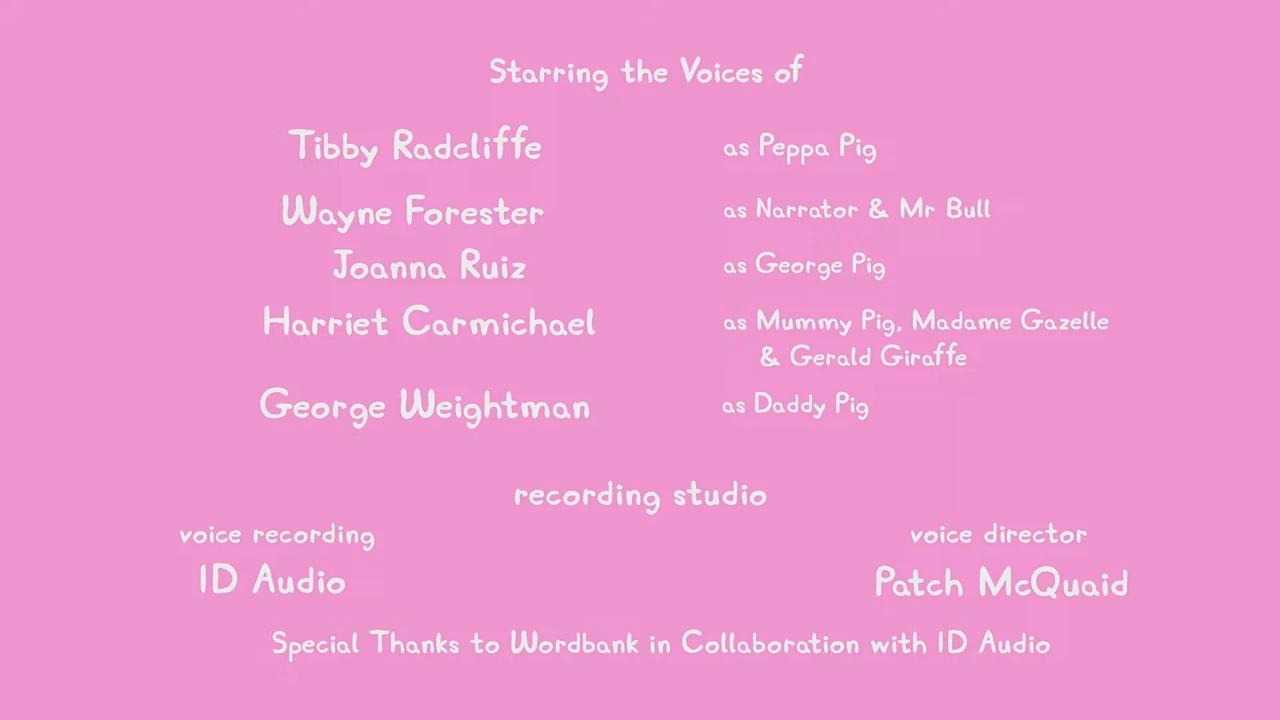 Starring the Voices of
Tibby Radcliffe as Peppa Pig
Wayne Forester as Narrator & Mr Bull
Joanna Ruiz as George Pig
Harriet Carmichael as Mummy Pig, Madame Gazelle
& Gerald Giraffe
George Weightman as Daddy Pig
recording studio
voice recording voice director
ID Audio Patch McQuaid
Special Thanks to Wordbank in Collaboration with ID Audio